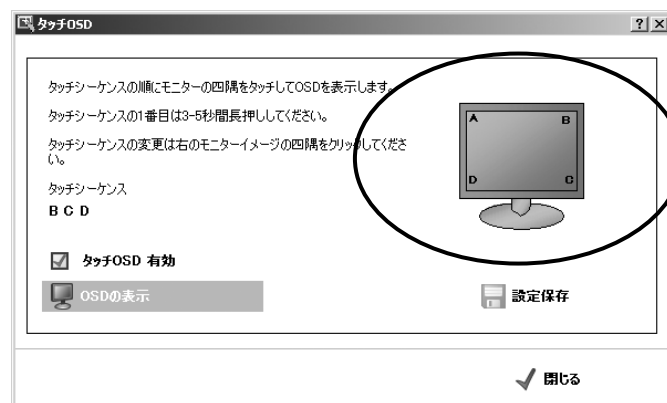 タッチOSD
タッチシーケンスの順にモニターの四隅をタッチしてOSDを表示します。
タッチシーケンスの1番目は3-5秒間長押ししてください。
タッチシーケンスの変更は右のモニターイメージの四隅をクリックしてくださ
い。
タッチシーケンス
B C D
A B
D C
タッチOSD 有効
OSDの表示
設定保存
閉じる